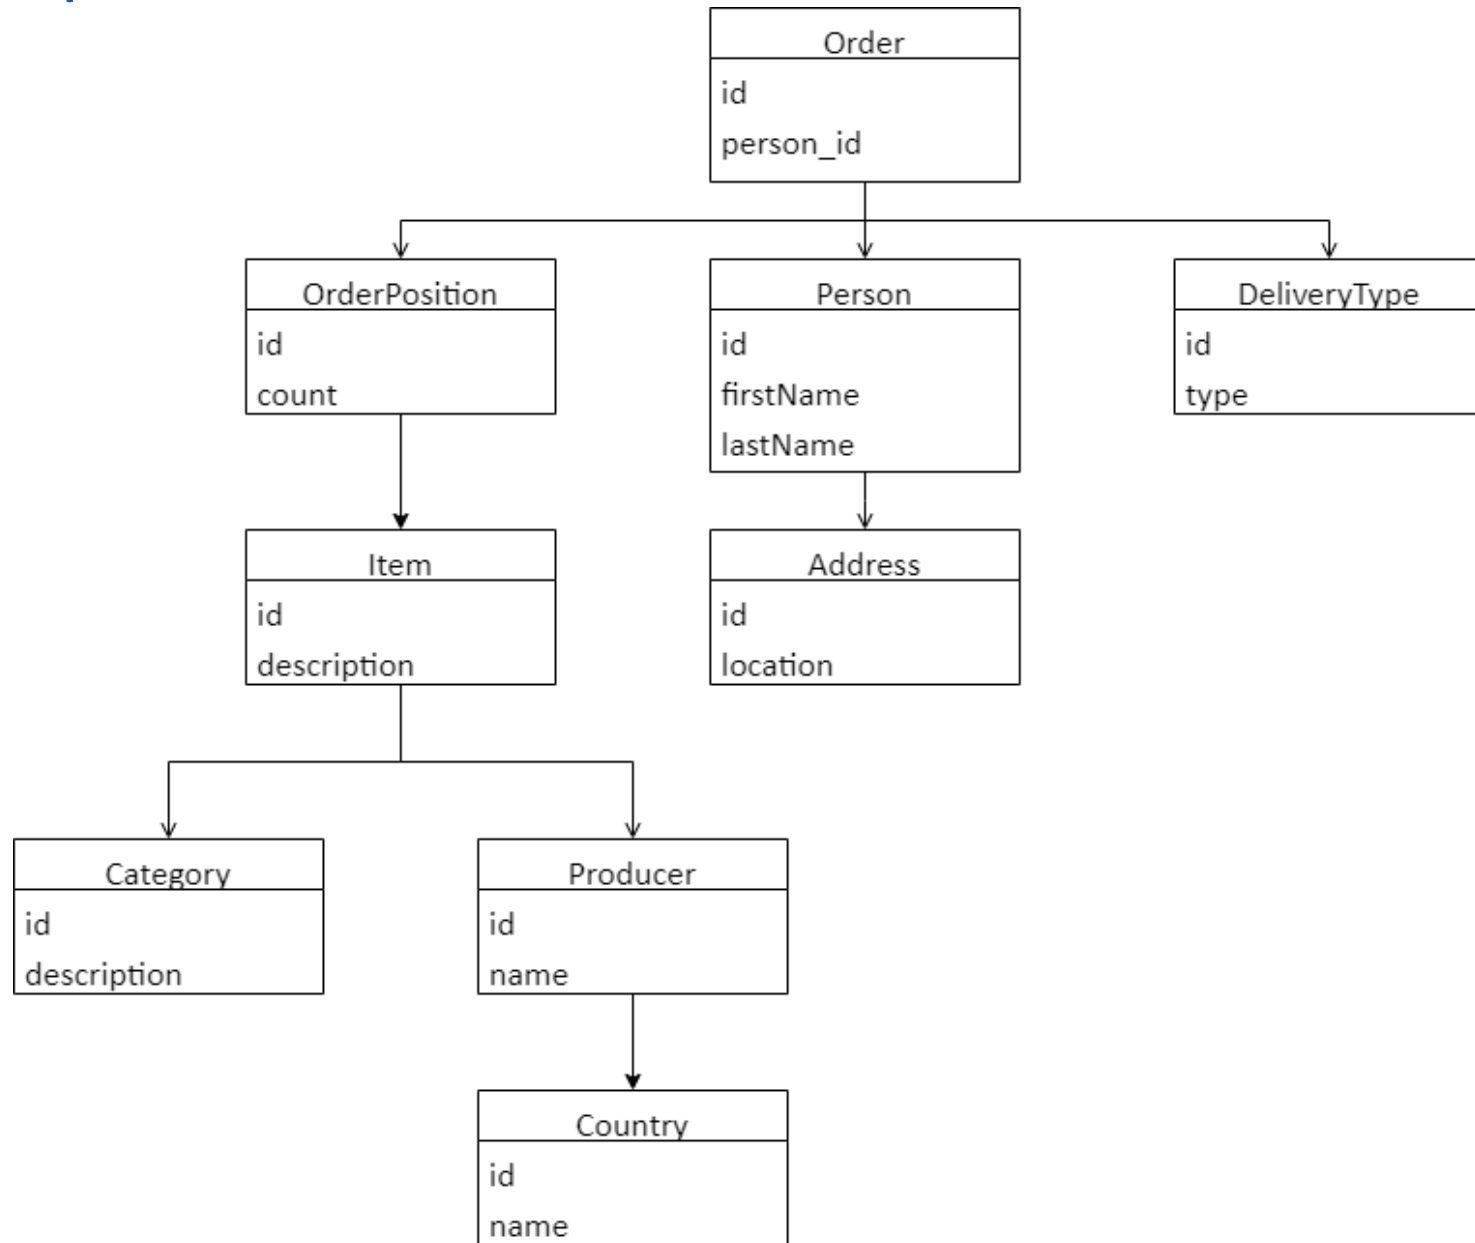 Order
id
person_id
OrderPosition
id
count
Person
id
firstName
lastName
DeliveryType
id
type
Item
id
description
Address
id
location
Category
id
description
Producer
id
name
Country
id
name